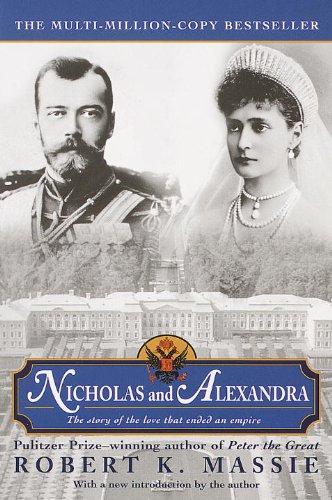 THE MULTI-MILLION-COPY BESTSELLER
NICHOLAS and ALEXANDRA
The story of the love that ended an empire
Pulitzer Prize-winning author of Peter the Great
ROBERT K. MASSIE
With a new introduction by the author